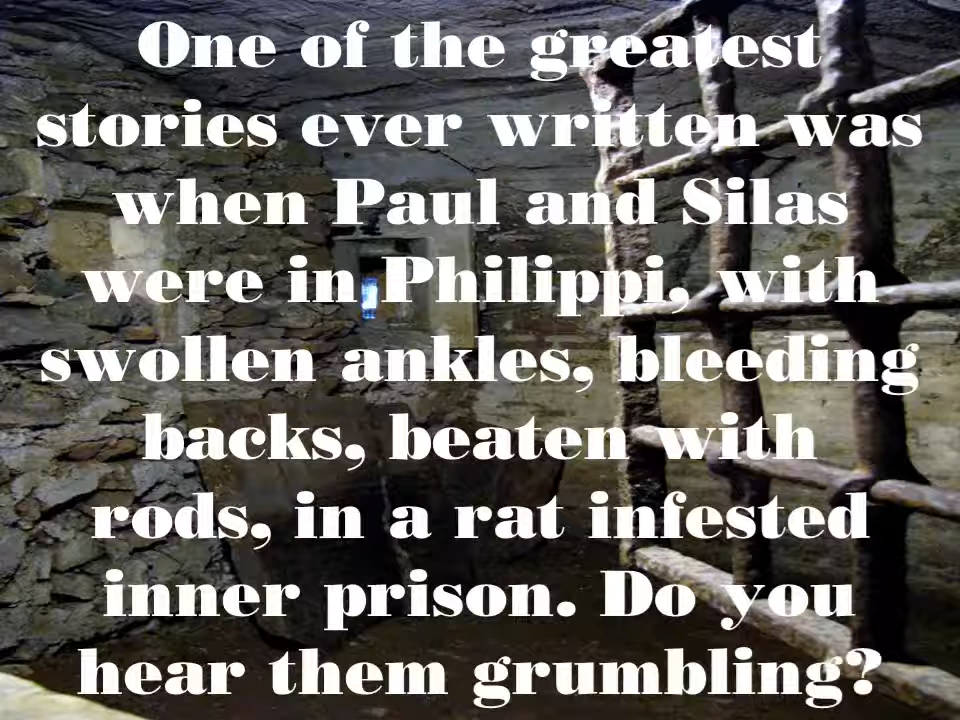 One of the greatest
stories ever written was
when Paul and Silas
were in Philippi, with
swollen ankles, bleeding
backs, beaten with
rods, in a rat infested
inner prison. Do you
hear them grumbling?